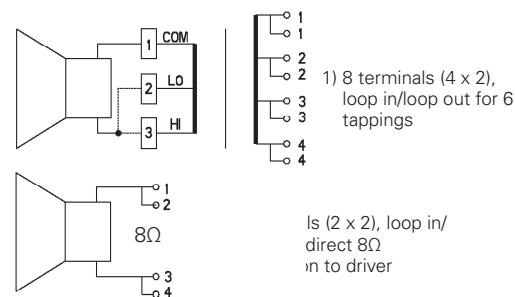 1 COM
2 LO
3 HI
1
1
2
2
3
3
4
4
1) 8 terminals (4 x 2),
loop in/loop out for 6
tappings
1
2
8Ω
3
4
(2 x 2), loop in/
direct 8Ω
to driver